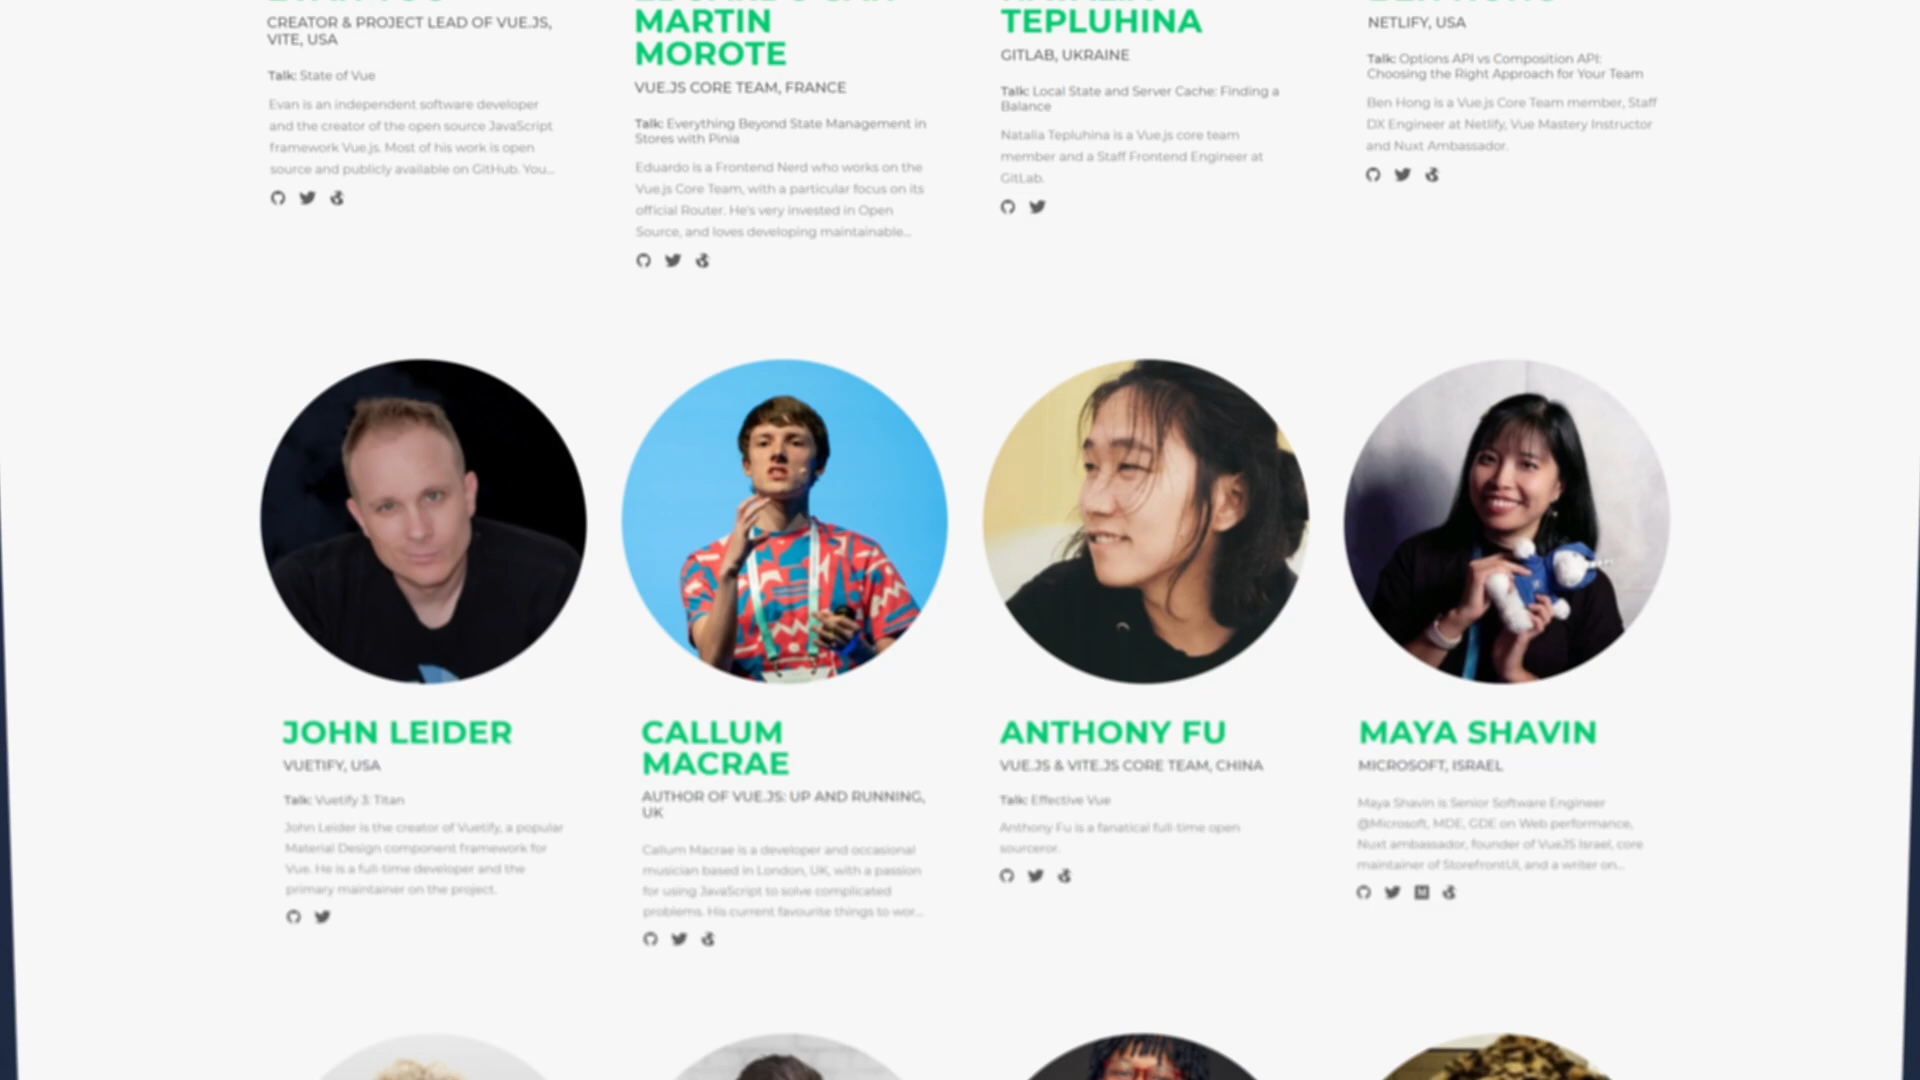 CREATOR & PROJECT LEAD OF VUE.JS,
VITE, USA
Talk: State of Vue
Evan is an independent software developer
and the creator of the open source JavaScript
framework Vue.js. Most of his work is open
source and publicly available on GitHub. You...
MARTIN
MOROTE
VUE.JS CORE TEAM, FRANCE
Talk: Everything Beyond State Management in
Stores with Pinia
Eduardo is a Frontend Nerd who works on the
Vue.js Core Team, with a particular focus on its
official Router. He's very invested in Open
Source, and loves developing maintainable...
TEPLUHINA
GITLAB, UKRAINE
Talk: Local State and Server Cache: Finding a
Balance
Natalia Tepluhina is a Vue.js core team
member and a Staff Frontend Engineer at
GitLab.
NETLIFY, USA
Talk: Options API vs Composition API:
Choosing the Right Approach for Your Team
Ben Hong is a Vue.js Core Team member, Staff
DX Engineer at Netlify, Vue Mastery Instructor
and Nuxt Ambassador.
JOHN LEIDER
VUETIFY, USA
Talk: Vuetify 3: Titan
John Leider is the creator of Vuetify, a popular
Material Design component framework for
Vue. He is a full-time developer and the
primary maintainer on the project.
CALLUM
MACRAE
AUTHOR OF VUE.JS: UP AND RUNNING,
UK
Callum Macrae is a developer and occasional
musician based in London, UK, with a passion
for using JavaScript to solve complicated
problems. His current favourite things to wor...
ANTHONY FU
VUE.JS & VITE.JS CORE TEAM, CHINA
Talk: Effective Vue
Anthony Fu is a fanatical full-time open
sourceror.
MAYA SHAVIN
MICROSOFT, ISRAEL
Maya Shavin is Senior Software Engineer
@Microsoft, MDE, GDE on Web performance,
Nuxt ambassador, founder of VueJS Israel, core
maintainer of StorefrontUI, and a writer on...